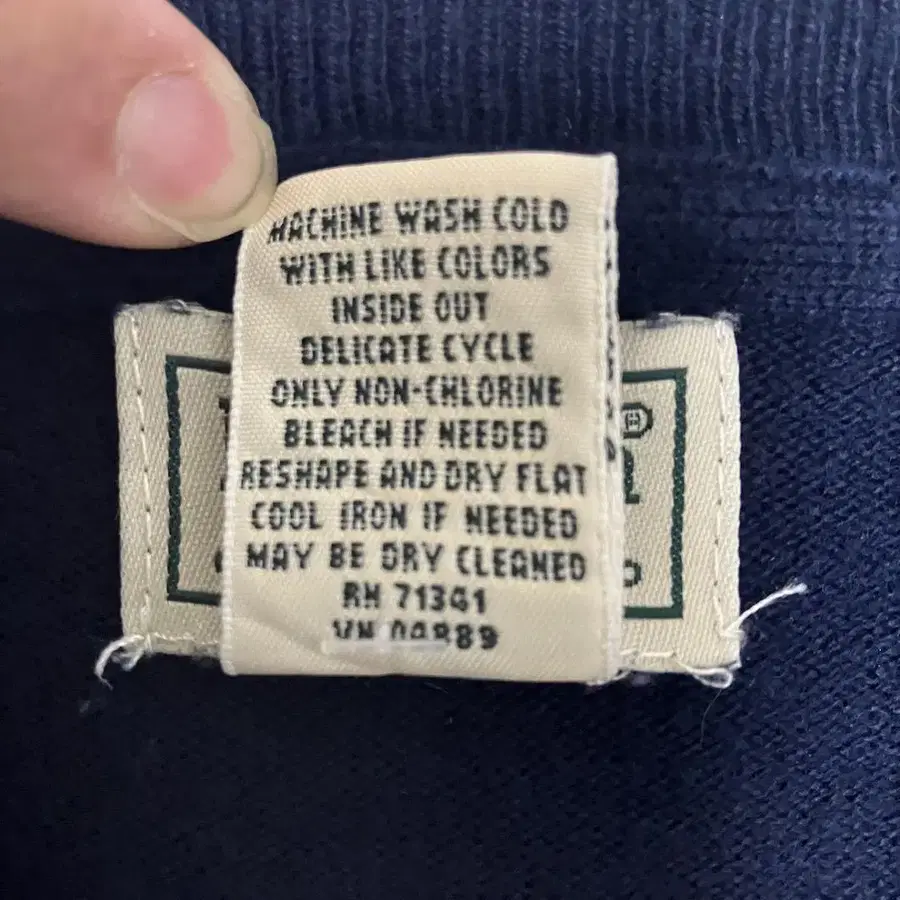 MACHINE WASH COLD
WITH LIKE COLORS
INSIDE OUT
DELICATE CYCLE
ONLY NON-CHLORINE
BLEACH IF NEEDED
RESHAPE AND DRY FLAT
COOL IRON IF NEEDED
MAY BE DRY CLEANED
RN 71341
®